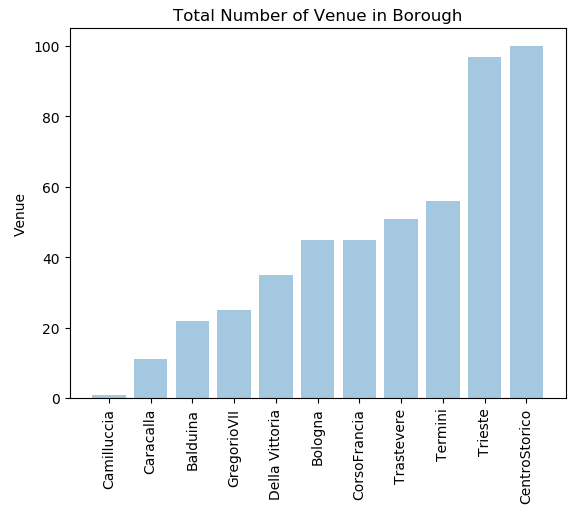 Total Number of Venue in Borough
Venue
100
80
60
40
20
0
Camilluccia
Caracalla
Balduina
GregorioVII
Della Vittoria
Bologna
CorsoFrancia
Trastevere
Termini
Trieste
CentroStorico